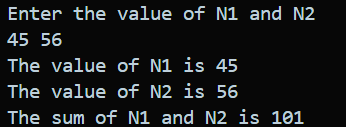 Enter the value of N1 and N2
45 56
The value of N1 is 45
The value of N2 is 56
The sum of N1 and N2 is 101